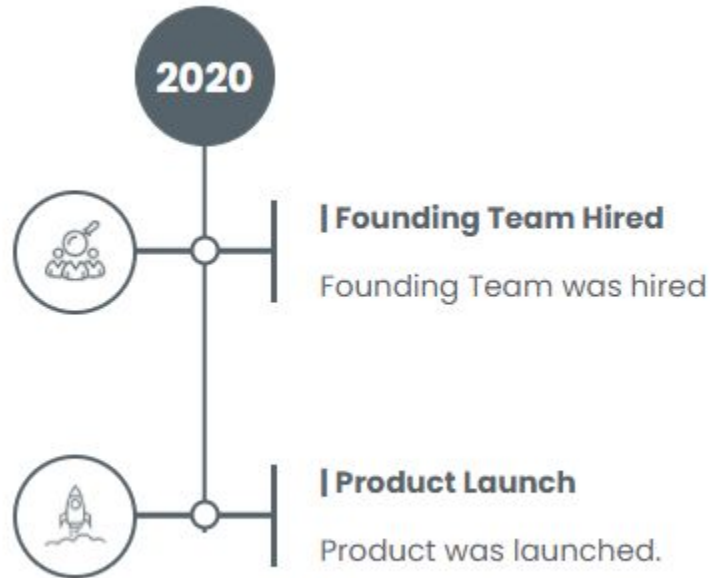 2020
| Founding Team Hired
Founding Team was hired
| Product Launch
Product was launched.